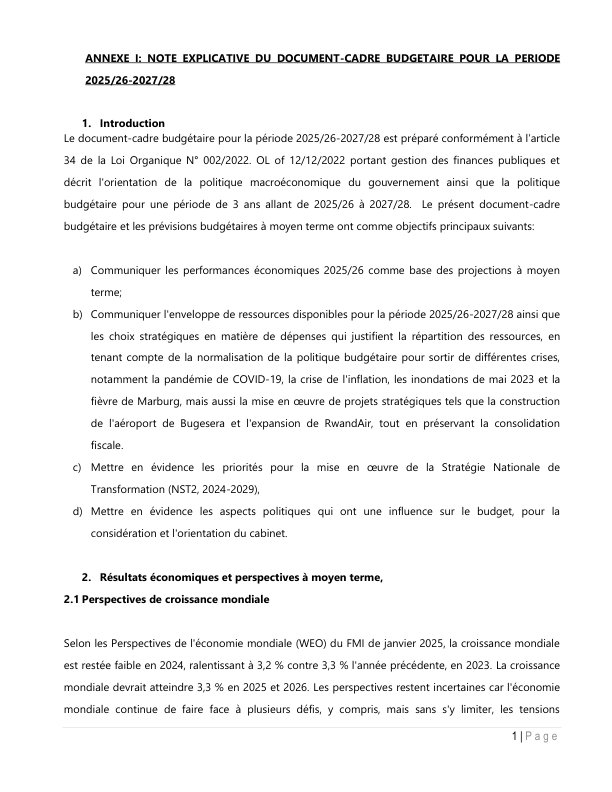 ANNEXE I: NOTE EXPLICATIVE DU DOCUMENT-CADRE BUDGETAIRE POUR LA PERIODE
2025/26-2027/28
1. Introduction
Le document-cadre budgétaire pour la période 2025/26-2027/28 est préparé conformément à l'article
34 de la Loi Organique N° 002/2022. OL of 12/12/2022 portant gestion des finances publiques et
décrit l'orientation de la politique macroéconomique du gouvernement ainsi que la politique
budgétaire pour une période de 3 ans allant de 2025/26 à 2027/28. Le présent document-cadre
budgétaire et les prévisions budgétaires à moyen terme ont comme objectifs principaux suivants:
a) Communiquer les performances économiques 2025/26 comme base des projections à moyen
terme;
b) Communiquer l'enveloppe de ressources disponibles pour la période 2025/26-2027/28 ainsi que
les choix stratégiques en matière de dépenses qui justifient la répartition des ressources, en
tenant compte de la normalisation de la politique budgétaire pour sortir de différentes crises,
notamment la pandémie de COVID-19, la crise de l'inflation, les inondations de mai 2023 et la
fièvre de Marburg, mais aussi la mise en œuvre de projets stratégiques tels que la construction
de l'aéroport de Bugesera et l'expansion de RwandAir, tout en préservant la consolidation
fiscale.
c) Mettre en évidence les priorités pour la mise en œuvre de la Stratégie Nationale de
Transformation (NST2, 2024-2029),
d) Mettre en évidence les aspects politiques qui ont une influence sur le budget, pour la
considération et l'orientation du cabinet.
2. Résultats économiques et perspectives à moyen terme,
2.1 Perspectives de croissance mondiale
Selon les Perspectives de l'économie mondiale (WEO) du FMI de janvier 2025, la croissance mondiale
est restée faible en 2024, ralentissant à 3,2 % contre 3,3 % l'année précédente, en 2023. La croissance
mondiale devrait atteindre 3,3 % en 2025 et 2026. Les perspectives restent incertaines car l'économie
mondiale continue de faire face à plusieurs défis, y compris, mais sans s'y limiter, les tensions
1 | Page